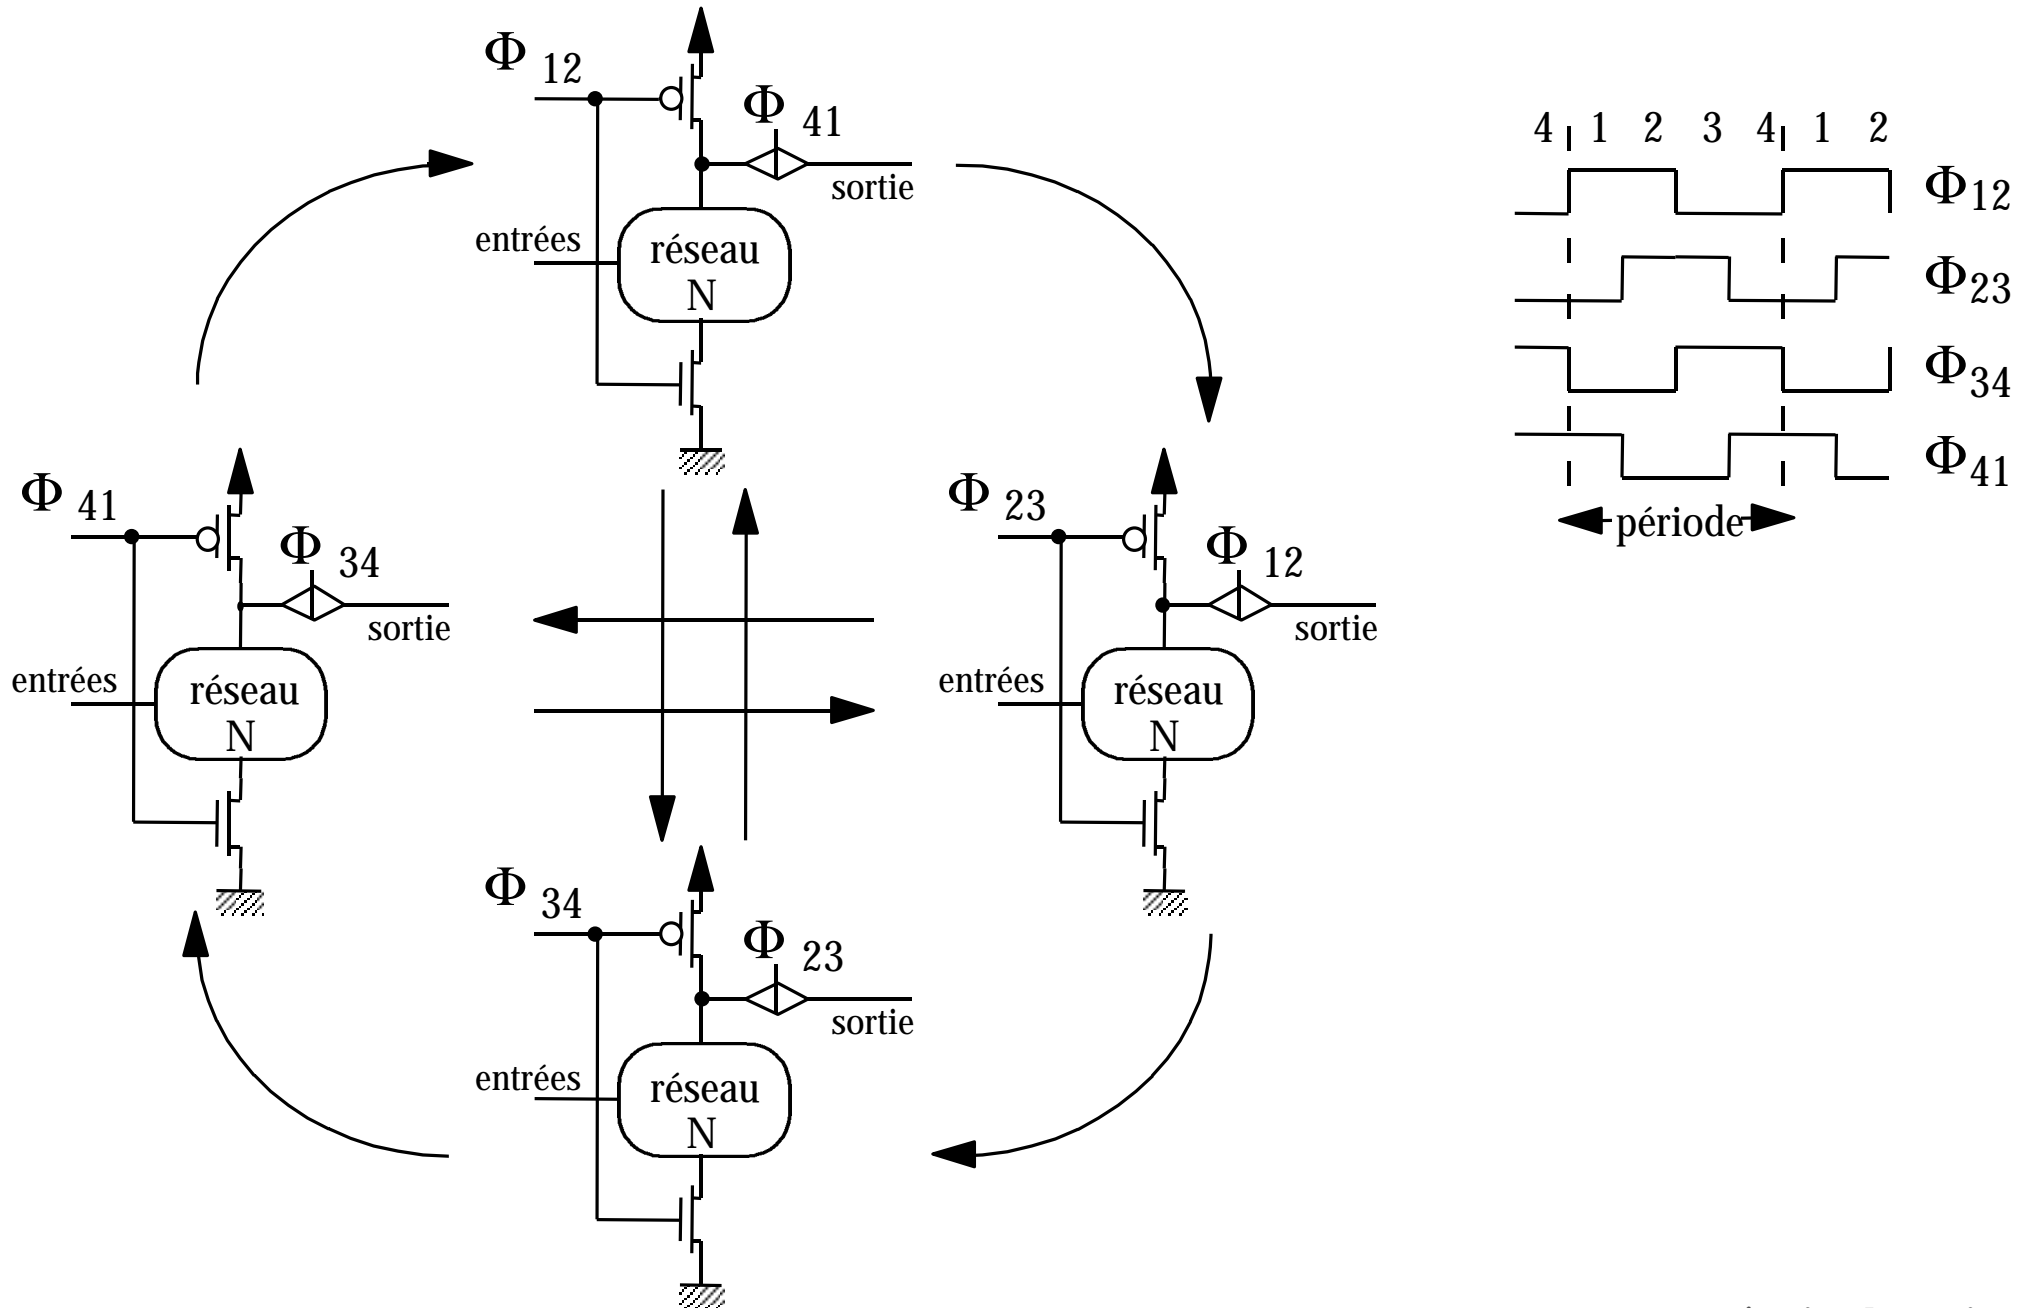 Φ 12
Φ 41
sortie
entrées
réseau
N
4 1 2 3 4 1 2
Φ12
Φ23
Φ34
Φ41
période
Φ 41
Φ 34
sortie
entrées
réseau
N
Φ 23
Φ 12
sortie
entrées
réseau
N
Φ 34
Φ 23
sortie
entrées
réseau
N